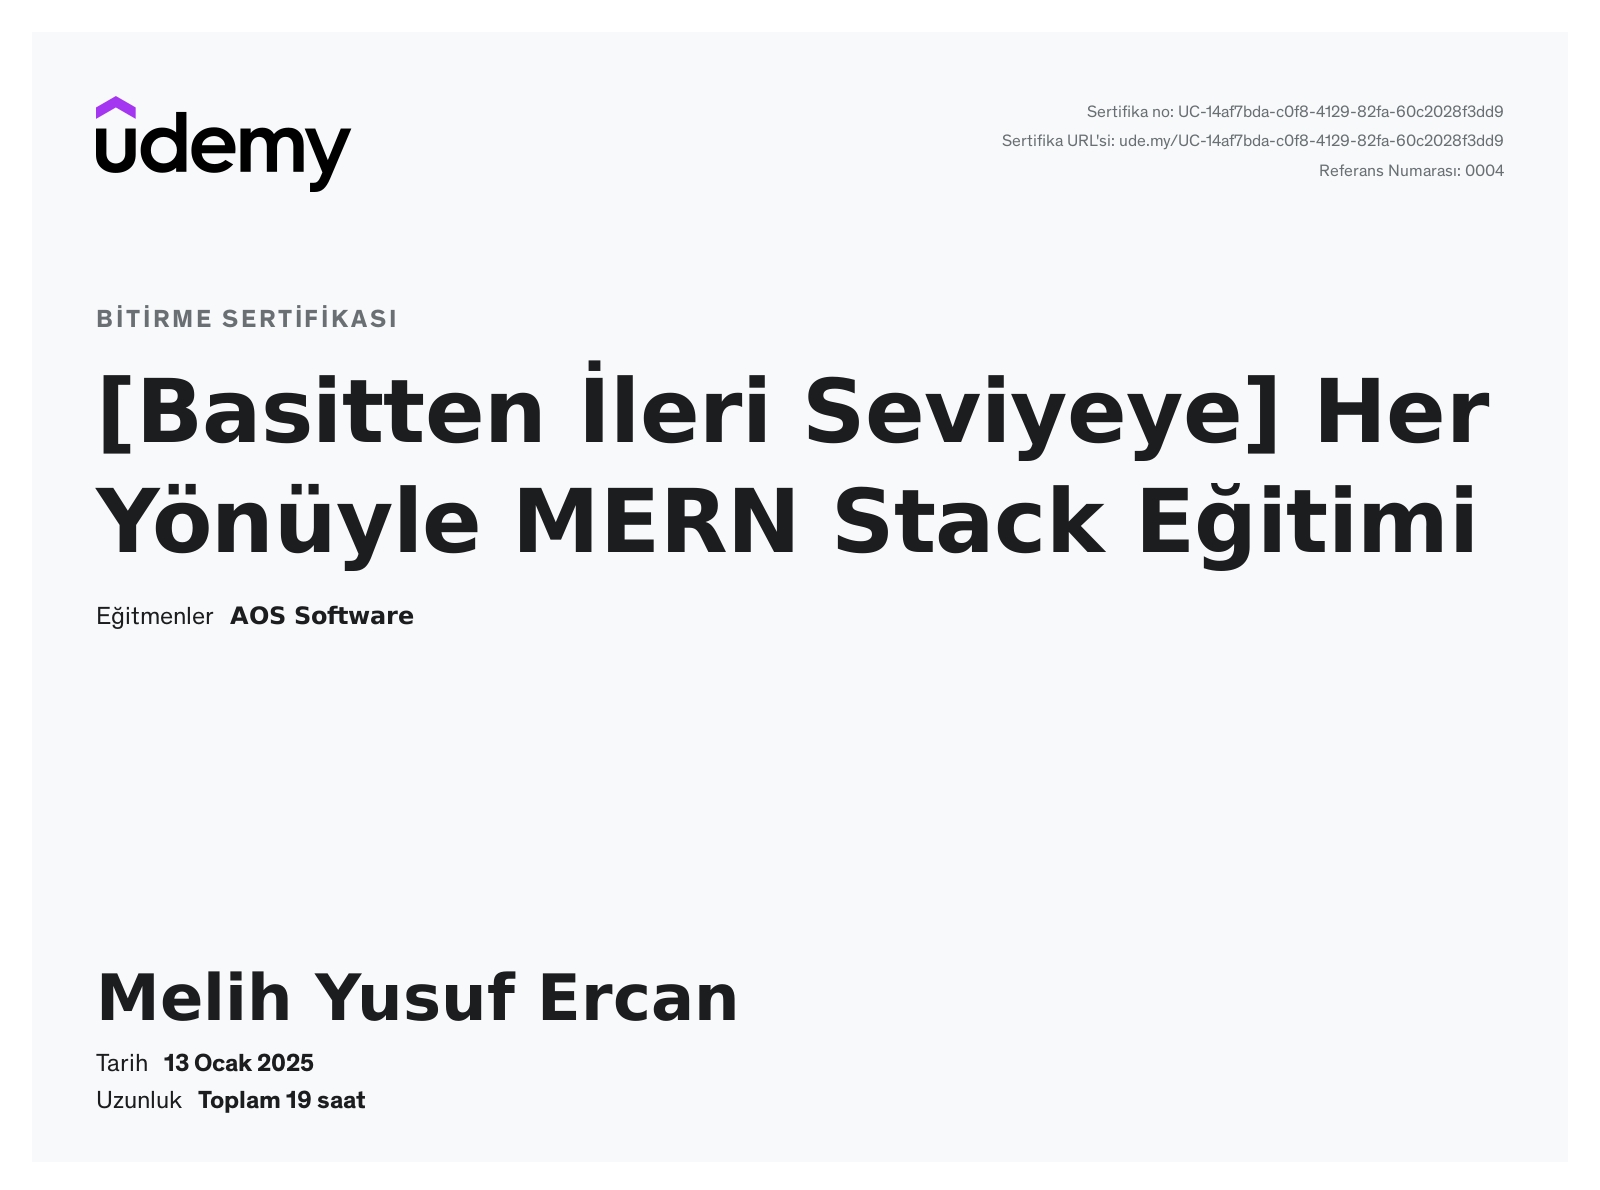 udemy
Sertifika no: UC-14af7bda-c0f8-4129-82fa-60c2028f3dd9
Sertifika URL'si: ude.my/UC-14af7bda-c0f8-4129-82fa-60c2028f3dd9
Referans Numarası: 0004
BİTİRME SERTİFİKASI
[Basitten İleri Seviyeye] Her
Yönüyle MERN Stack Eğitimi
Eğitmenler AOS Software
Melih Yusuf Ercan
Tarih 13 Ocak 2025
Uzunluk Toplam 19 saat